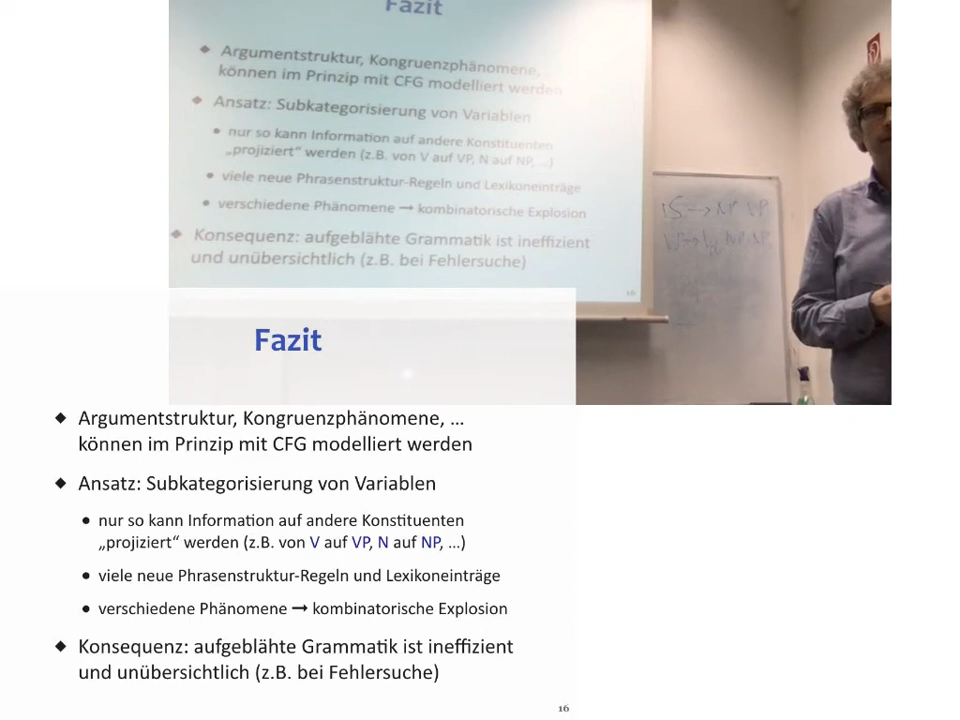 Fazit
◆ Argumentstruktur, Kongruenzphänomene,
können im Prinzip mit CFG modelliert werden
◆ Ansatz: Subkategorisierung von Variablen
• nur so kann Information auf andere Konstituenten
„projiziert“ werden (z.B. von V auf VP, N auf NP, ...)
• viele neue Phrasenstruktur-Regeln und Lexikoneinträge
• verschiedene Phänomene → kombinatorische Explosion
◆ Konsequenz: aufgeblähte Grammatik ist ineffizient
und unübersichtlich (z.B. bei Fehlersuche)
16
S → NP VP
Fazit
◆ Argumentstruktur, Kongruenzphänomene, ...
können im Prinzip mit CFG modelliert werden
◆ Ansatz: Subkategorisierung von Variablen
• nur so kann Information auf andere Konstituenten
„projiziert“ werden (z.B. von V auf VP, N auf NP, ...)
• viele neue Phrasenstruktur-Regeln und Lexikoneinträge
• verschiedene Phänomene → kombinatorische Explosion
◆ Konsequenz: aufgeblähte Grammatik ist ineffizient
und unübersichtlich (z.B. bei Fehlersuche)
16